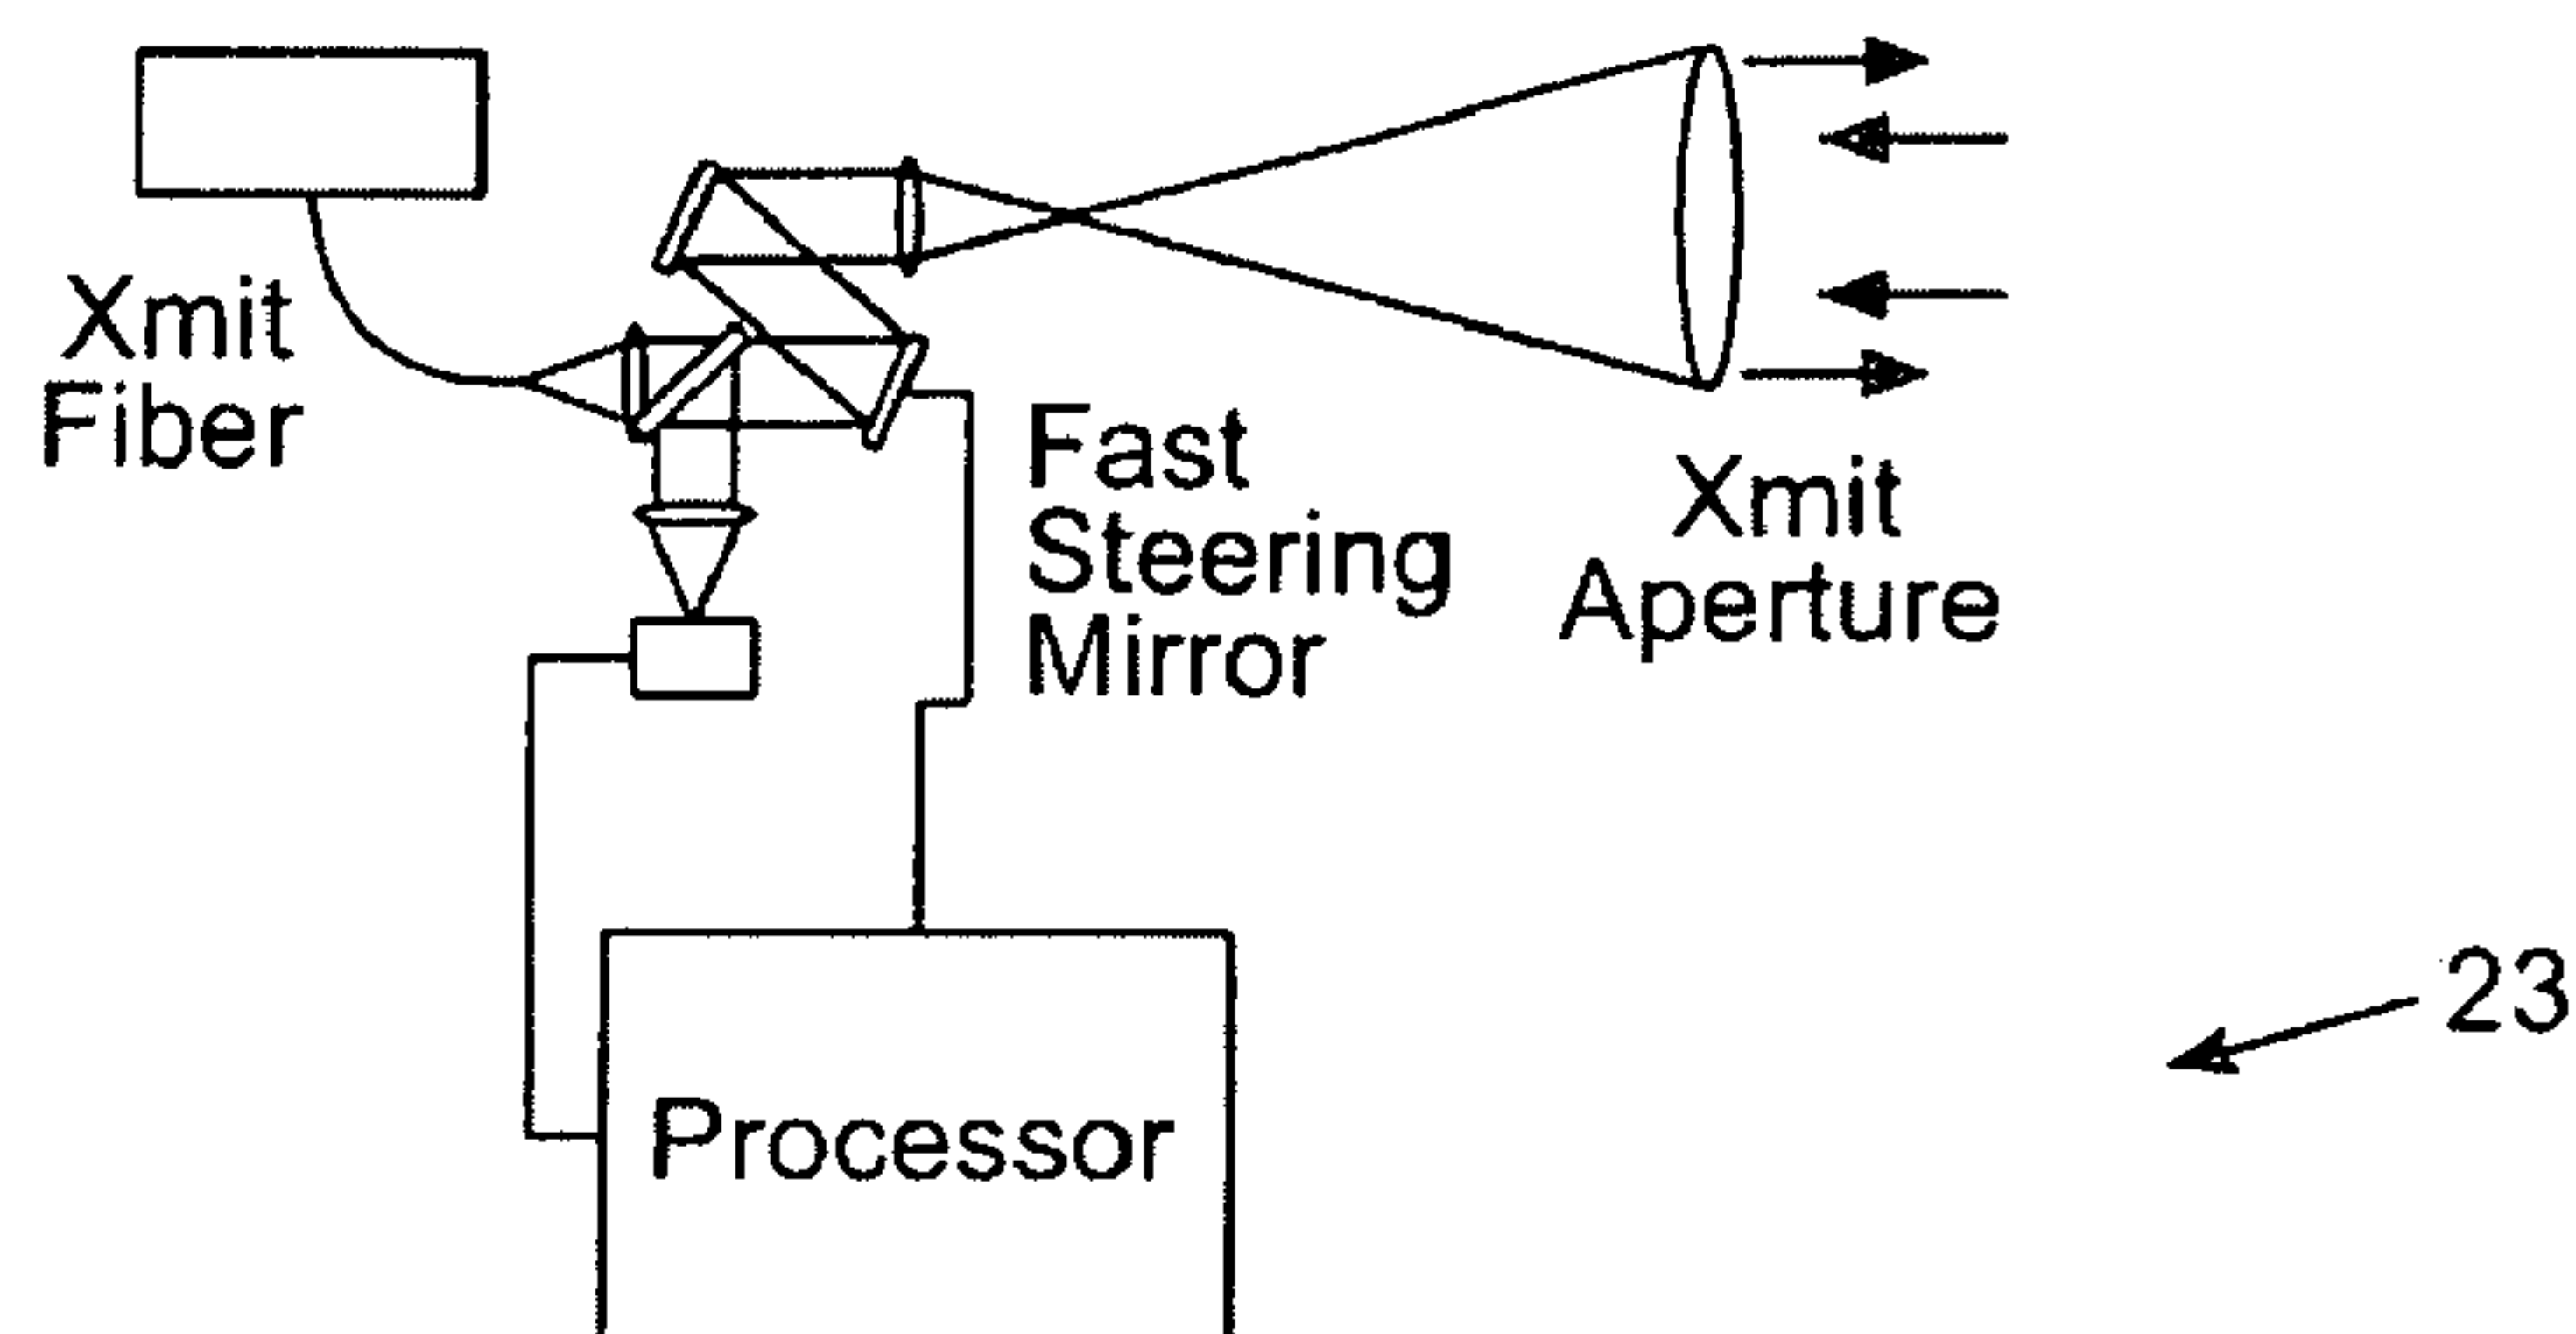 Xmit
Fiber
Fast
Steering
Mirror
Xmit
Aperture
23
Processor